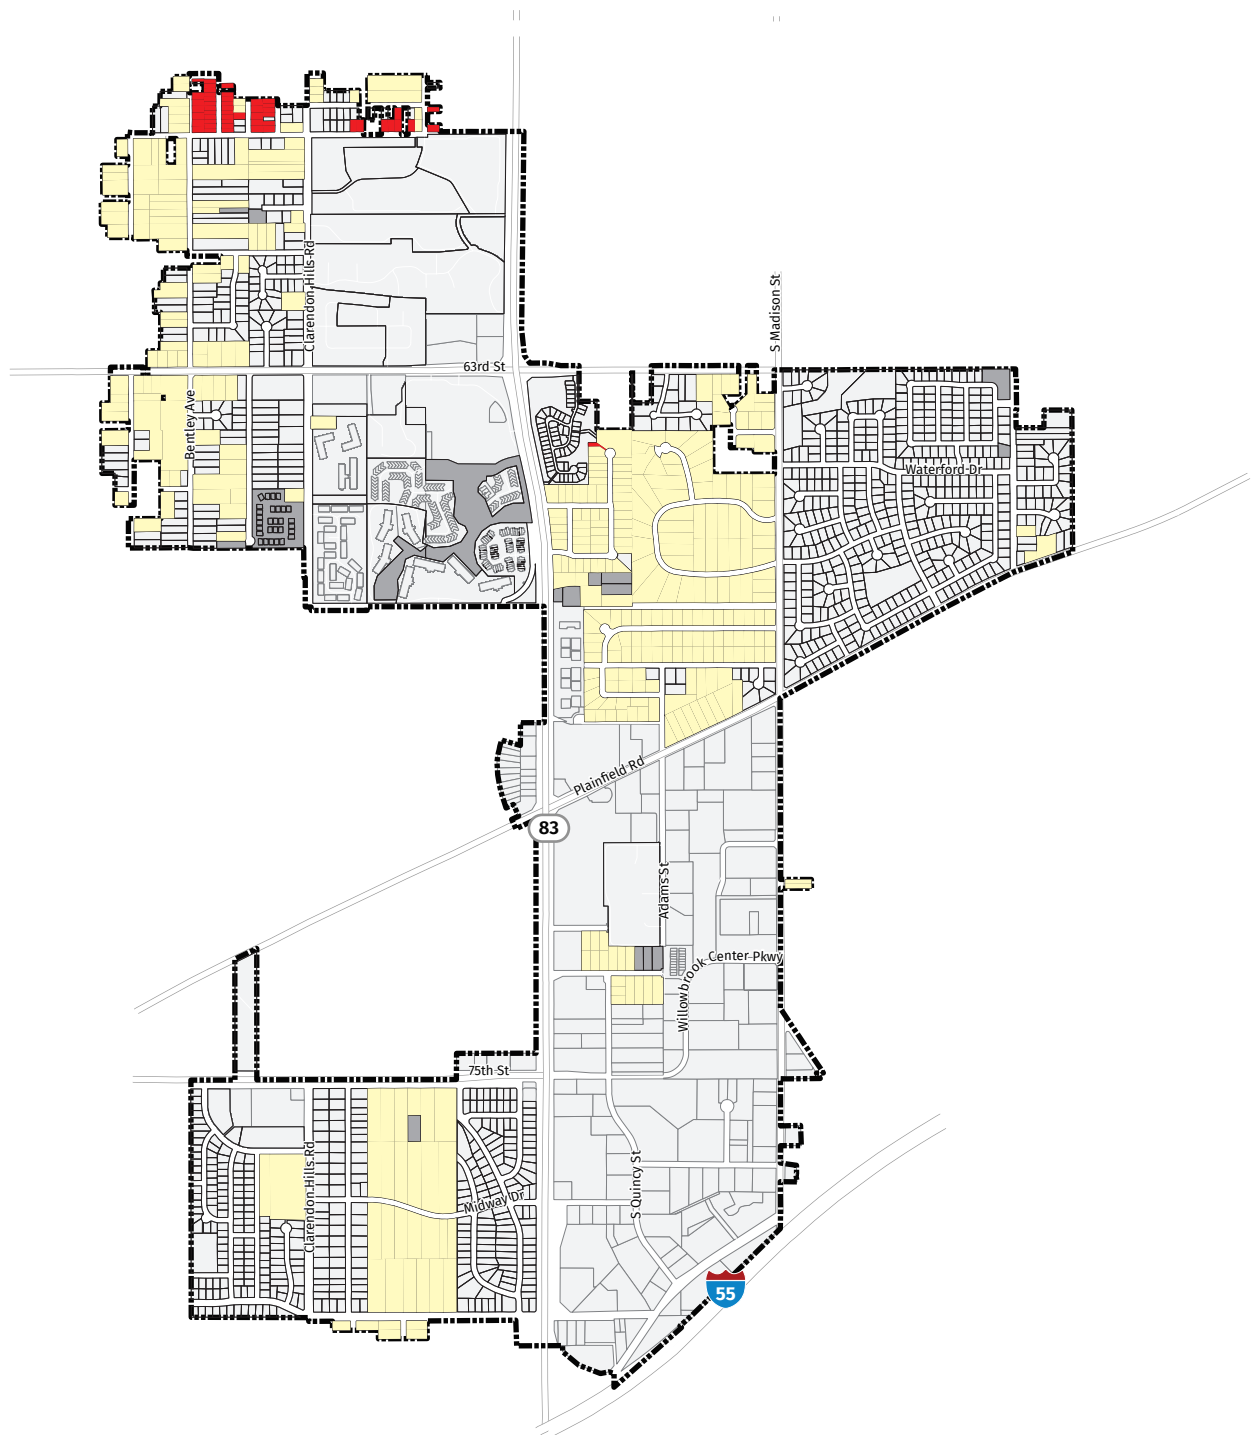 S Madison St
Clarendon Hills Rd
63rd St
Bentley Ave
Waterford Dr
Plainfield Rd
83
Adams St
Willowbrook Center Pkwy
75th St
Clarendon Hills Rd
S Quincy St
Midway Dr
55